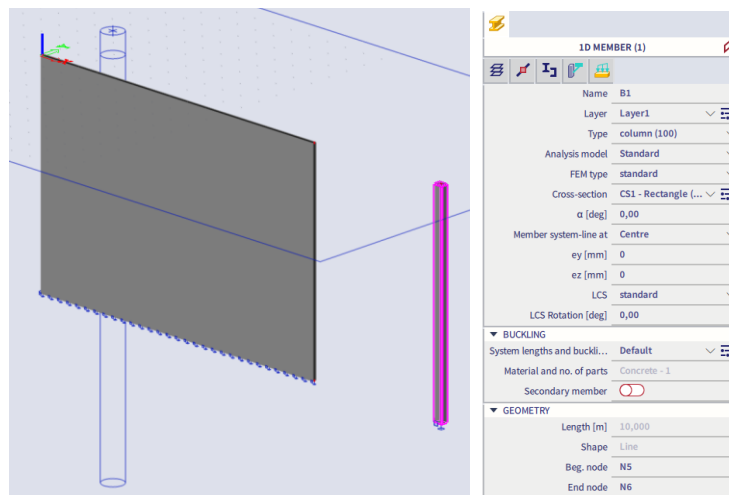 1D MEMBER (1)
Name B1
Layer Layer1
Type column (100)
Analysis model Standard
FEM type standard
Cross-section CS1 - Rectangle (...
α [deg] 0,00
Member system-line at Centre
ey [mm] 0
ez [mm] 0
LCS standard
LCS Rotation [deg] 0,00
BUCKLING
System lengths and buckli... Default
Material and no. of parts Concrete - 1
Secondary member
GEOMETRY
Length [m] 10,000
Shape Line
Beg. node N5
End node N6